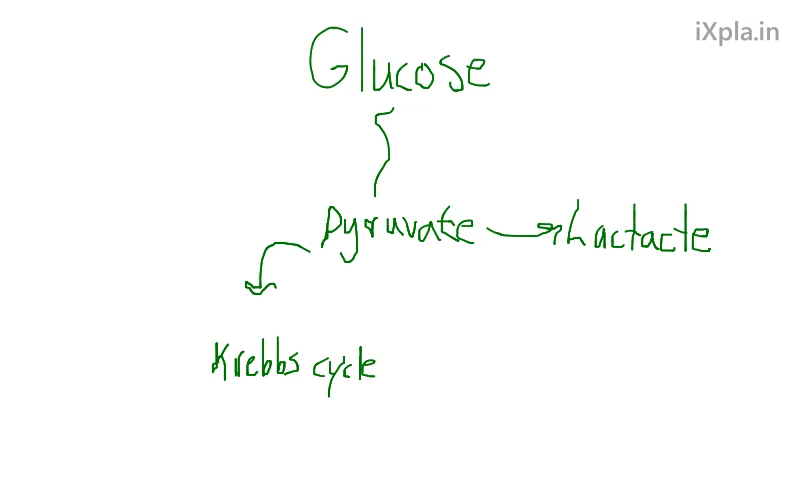 iXpla.in
Glucose
Pyruvate
Lactacte
Krebbs cycle